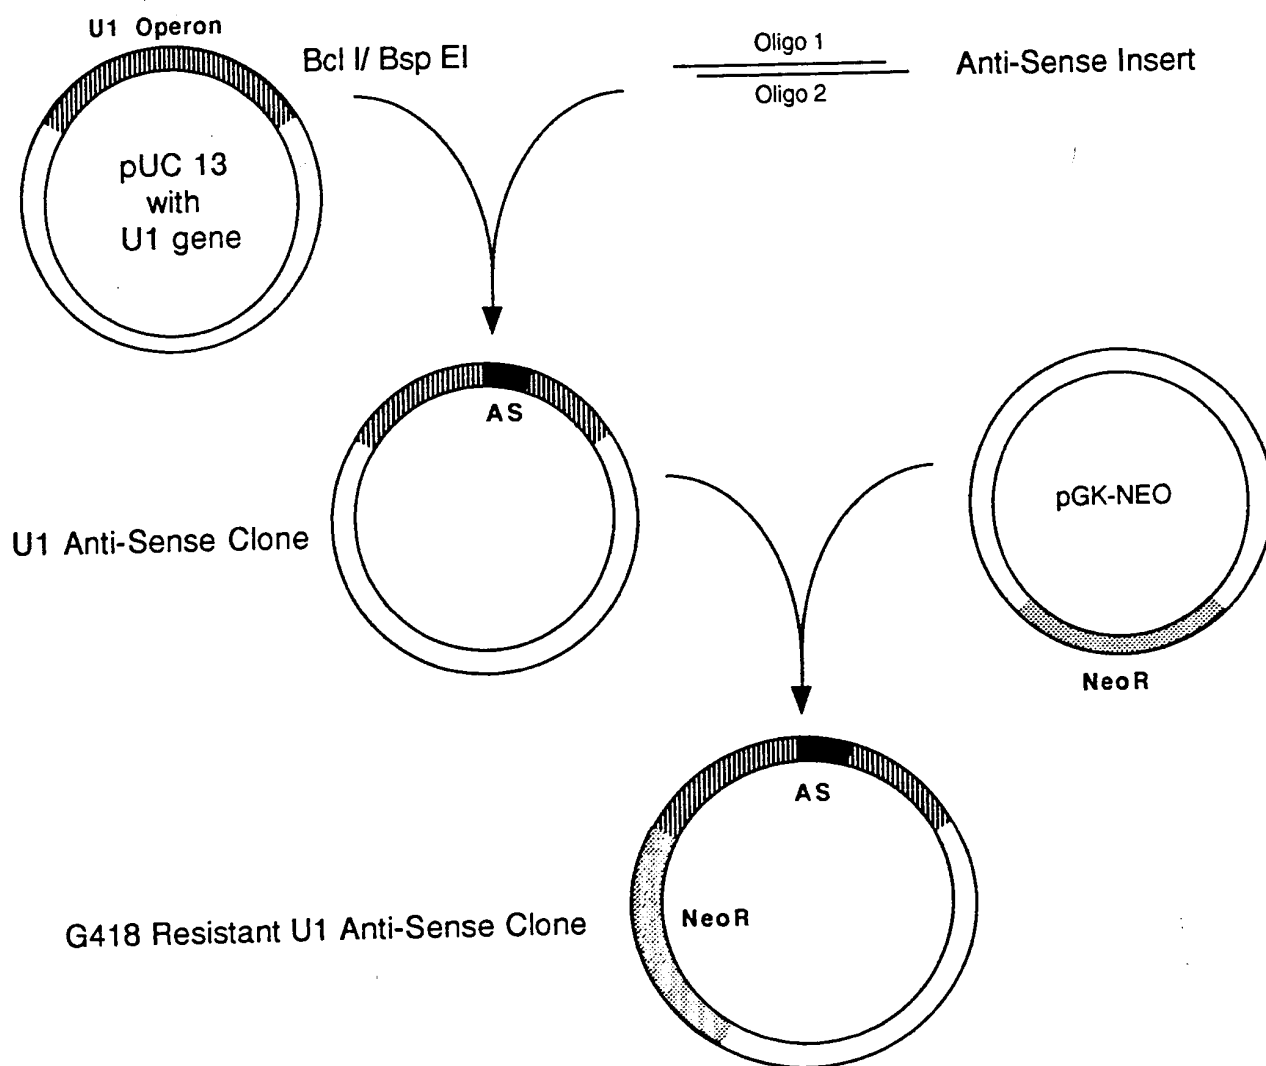 U1 Operon
Bcl I/ Bsp EI
Oligo 1
Oligo 2
Anti-Sense Insert
pUC 13
with
U1 gene
AS
U1 Anti-Sense Clone
pGK-NEO
NeoR
AS
NeoR
G418 Resistant U1 Anti-Sense Clone